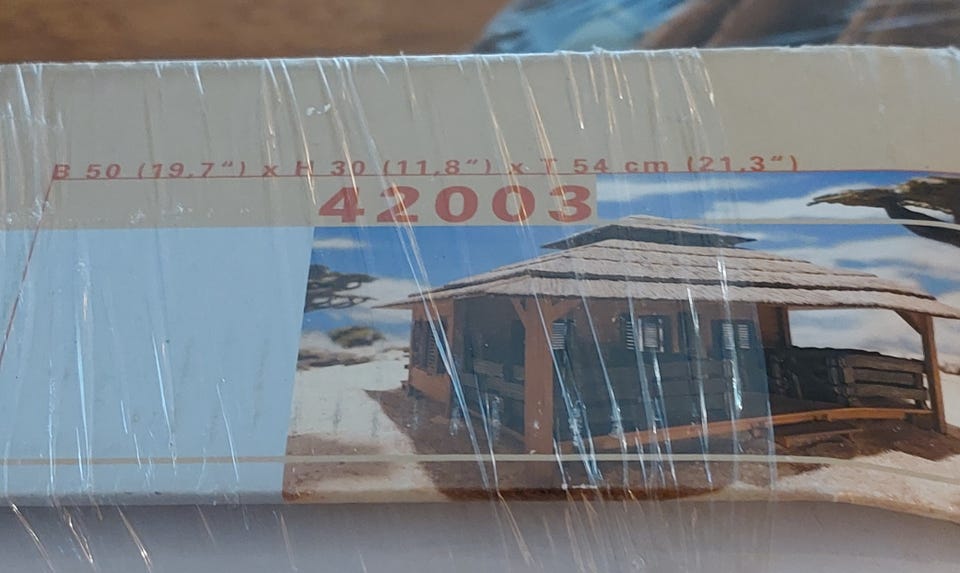 B 50 (19,7“) x H 30 (11,8“) x T 54 cm (21,3“)
42003